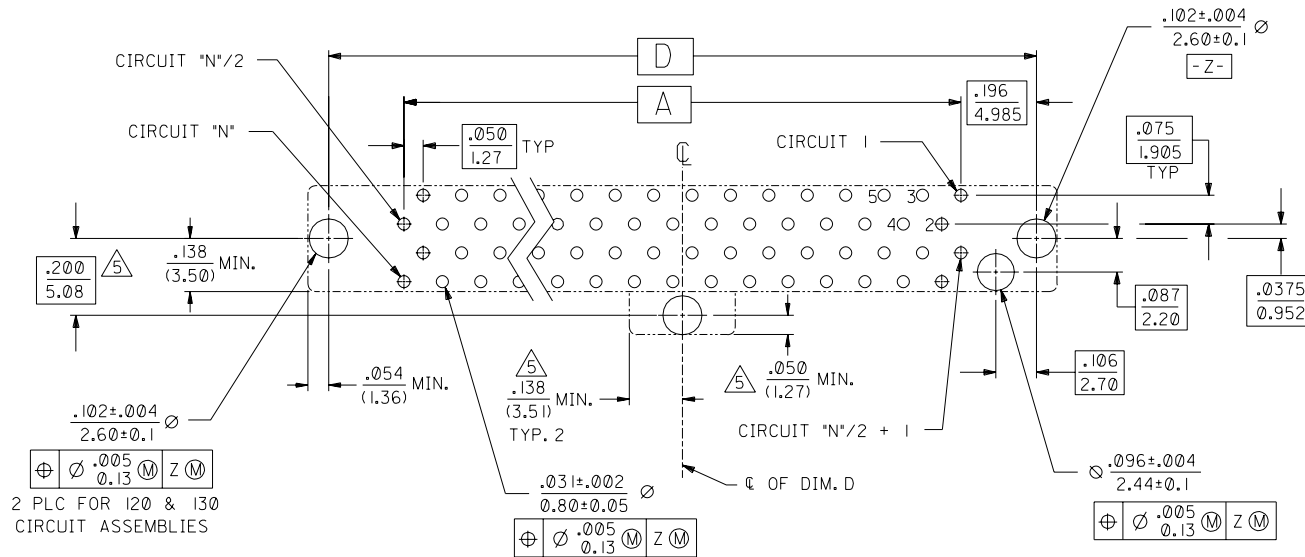 .102±.004
2.60±0.1 Ø
-Z-
CIRCUIT "N"/2
D
A
.196
4.985
CIRCUIT "N"
.050
1.27 TYP
℄
CIRCUIT 1
.075
1.905
TYP
5 3
4 2
.200
5.08
5
.138
(3.50) MIN.
.087
2.20
.0375
0.952
.054
(1.36) MIN.
5
.138
(3.51) MIN.
TYP. 2
5
.050
(1.27) MIN.
.106
2.70
CIRCUIT "N"/2 + 1
.102±.004
2.60±0.1 Ø
⌖ Ø .005
0.13 Ⓜ Z Ⓜ
2 PLC FOR 120 & 130
CIRCUIT ASSEMBLIES
.031±.002
0.80±0.05 Ø
⌖ Ø .005
0.13 Ⓜ Z Ⓜ
℄ OF DIM. D
Ø .096±.004
2.44±0.1
⌖ Ø .005
0.13 Ⓜ Z Ⓜ